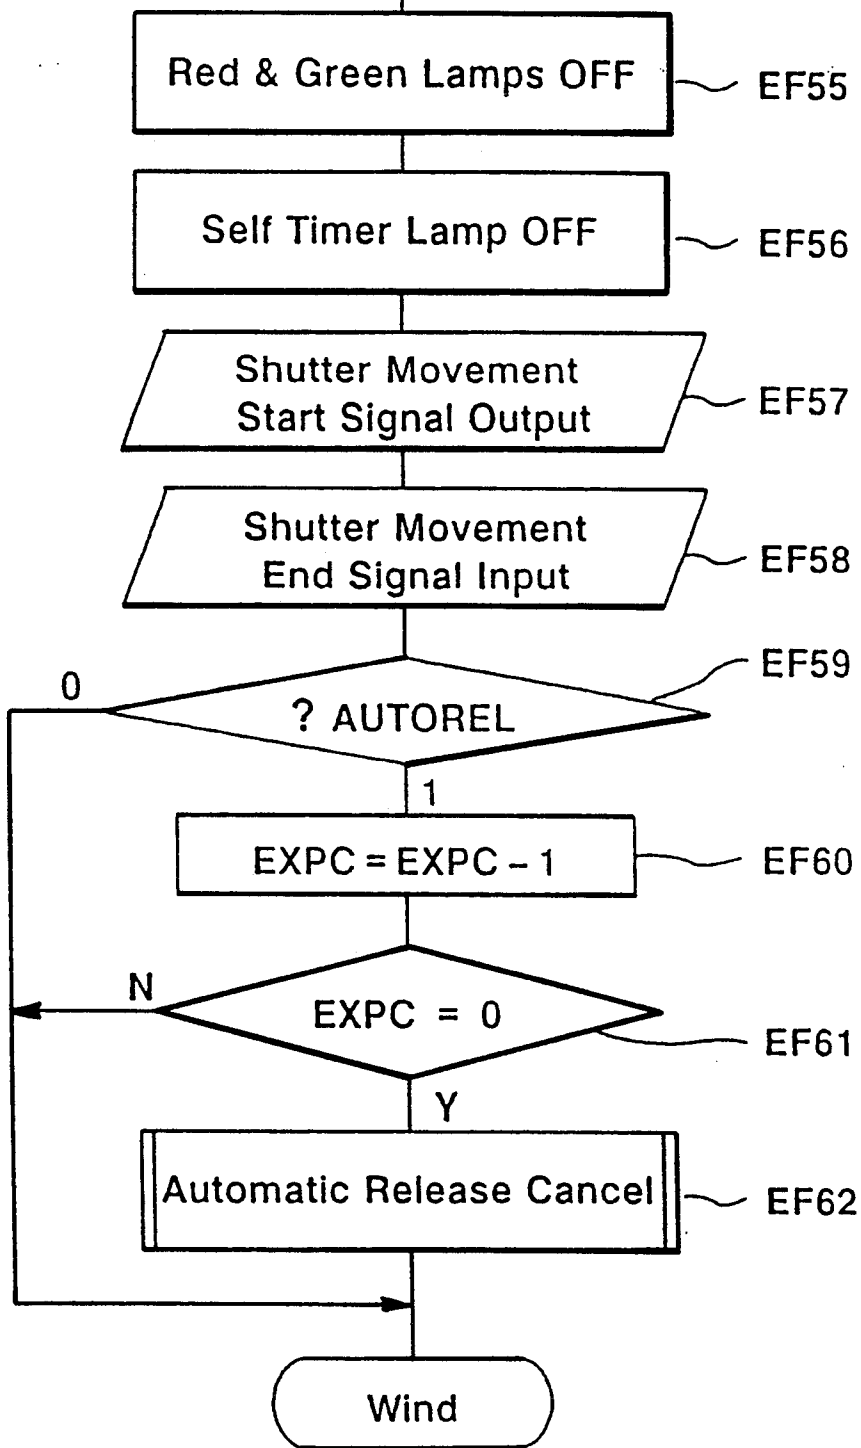 Red & Green Lamps OFF
EF55
Self Timer Lamp OFF
EF56
Shutter Movement
Start Signal Output
EF57
Shutter Movement
End Signal Input
EF58
EF59
0
? AUTOREL
1
EXPC = EXPC - 1
EF60
N
EXPC = 0
EF61
Y
Automatic Release Cancel
EF62
Wind